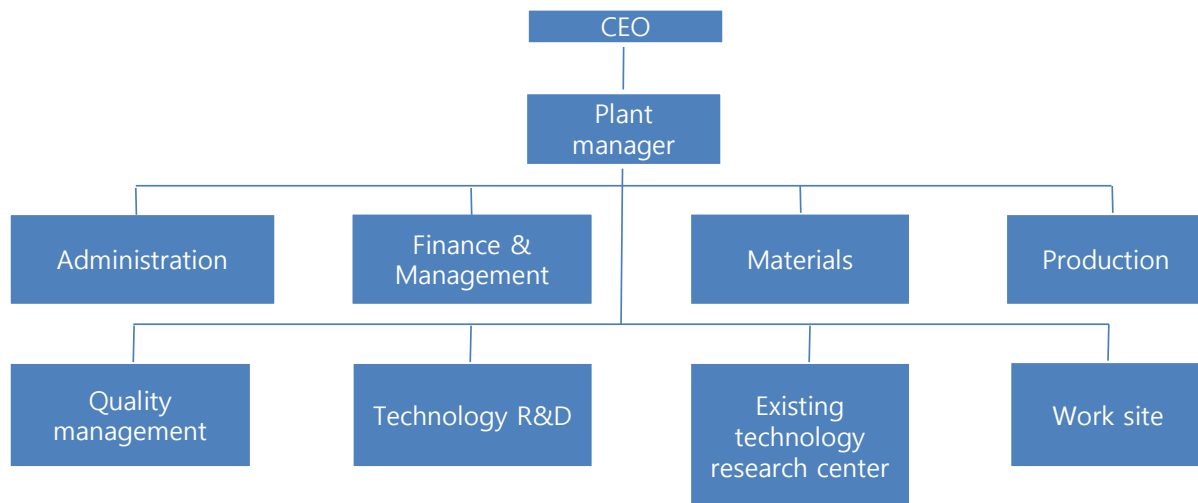 CEO
Plant
manager
Administration
Finance &
Management
Materials
Production
Quality
management
Technology R&D
Existing
technology
research center
Work site